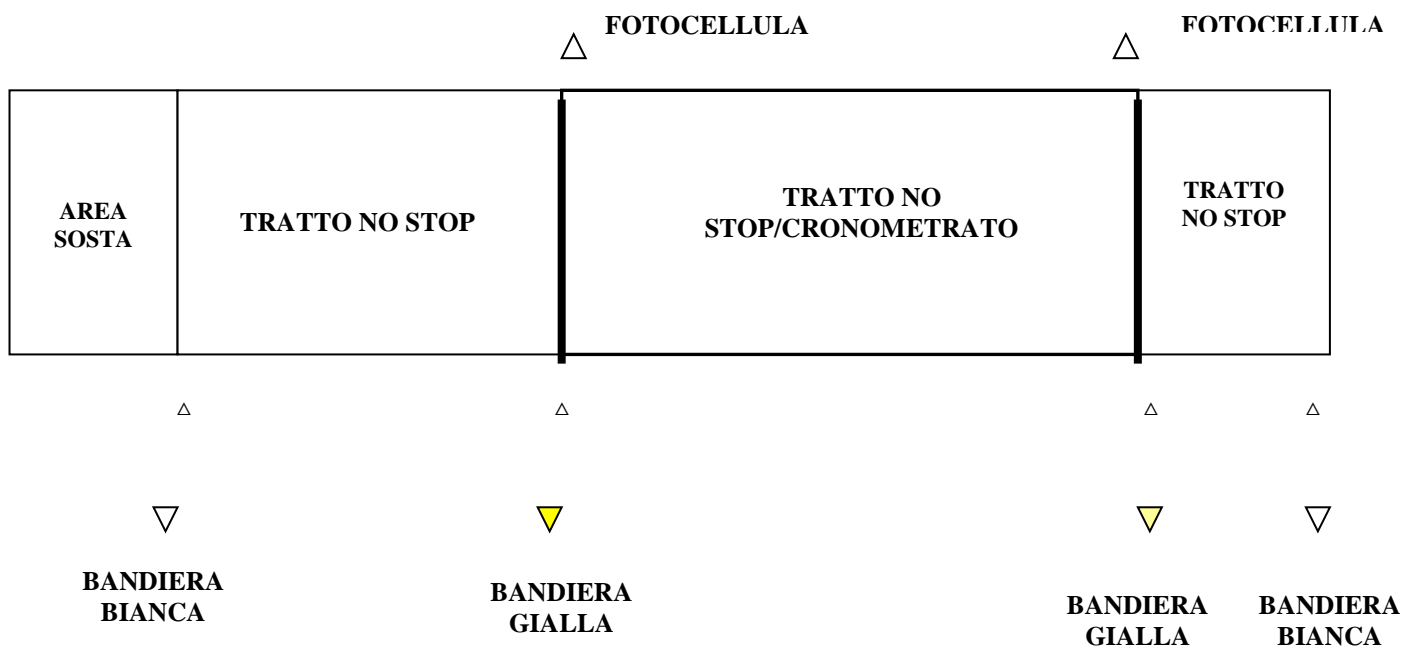 FOTOCELLULA
FOTOCELLULA
AREA
SOSTA
TRATTO NO STOP
TRATTO NO
STOP/CRONOMETRATO
TRATTO
NO STOP
BANDIERA
BIANCA
BANDIERA
GIALLA
BANDIERA
GIALLA
BANDIERA
BIANCA